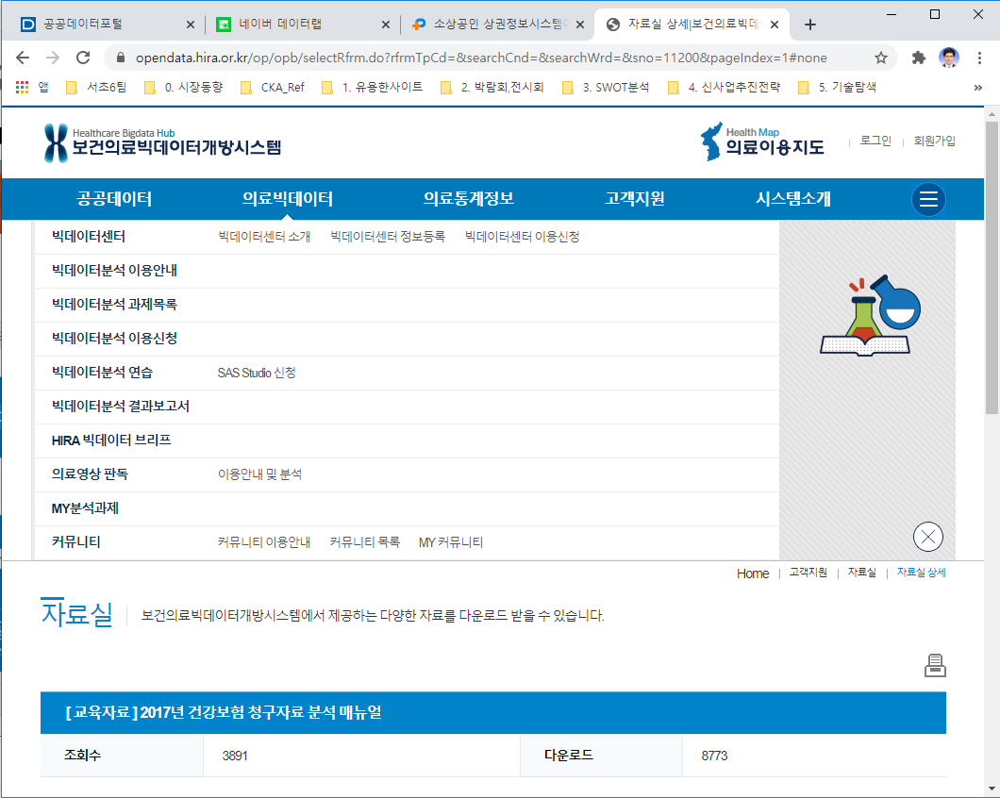 공공데이터포털 네이버 데이터랩 소상공인 상권정보시스템 자료실 상세|보건의료빅데
opendata.hira.or.kr/op/opb/selectRfrm.do?rfrmTpCd=&searchCnd=&searchWrd=&sno=11200&pageIndex=1#none
앱 서초6팀 0. 시장동향 CKA_Ref 1. 유용한사이트 2. 박람회,전시회 3. SWOT분석 4. 신사업추진전략 5. 기술탐색 »
Healthcare Bigdata Hub
보건의료빅데이터개방시스템
Health Map
의료이용지도
로그인 회원가입
공공데이터 의료빅데이터 의료통계정보 고객지원 시스템소개
빅데이터센터 빅데이터센터 소개 빅데이터센터 정보등록 빅데이터센터 이용신청
빅데이터분석 이용안내
빅데이터분석 과제목록
빅데이터분석 이용신청
빅데이터분석 연습 SAS Studio 신청
빅데이터분석 결과보고서
HIRA 빅데이터 브리프
의료영상 판독 이용안내 및 분석
MY분석과제
커뮤니티 커뮤니티 이용안내 커뮤니티 목록 MY 커뮤니티
Home | 고객지원 | 자료실 | 자료실 상세
자료실 보건의료빅데이터개방시스템에서 제공하는 다양한 자료를 다운로드 받을 수 있습니다.
[ 교육자료 ] 2017년 건강보험 청구자료 분석 매뉴얼
조회수 3891 다운로드 8773